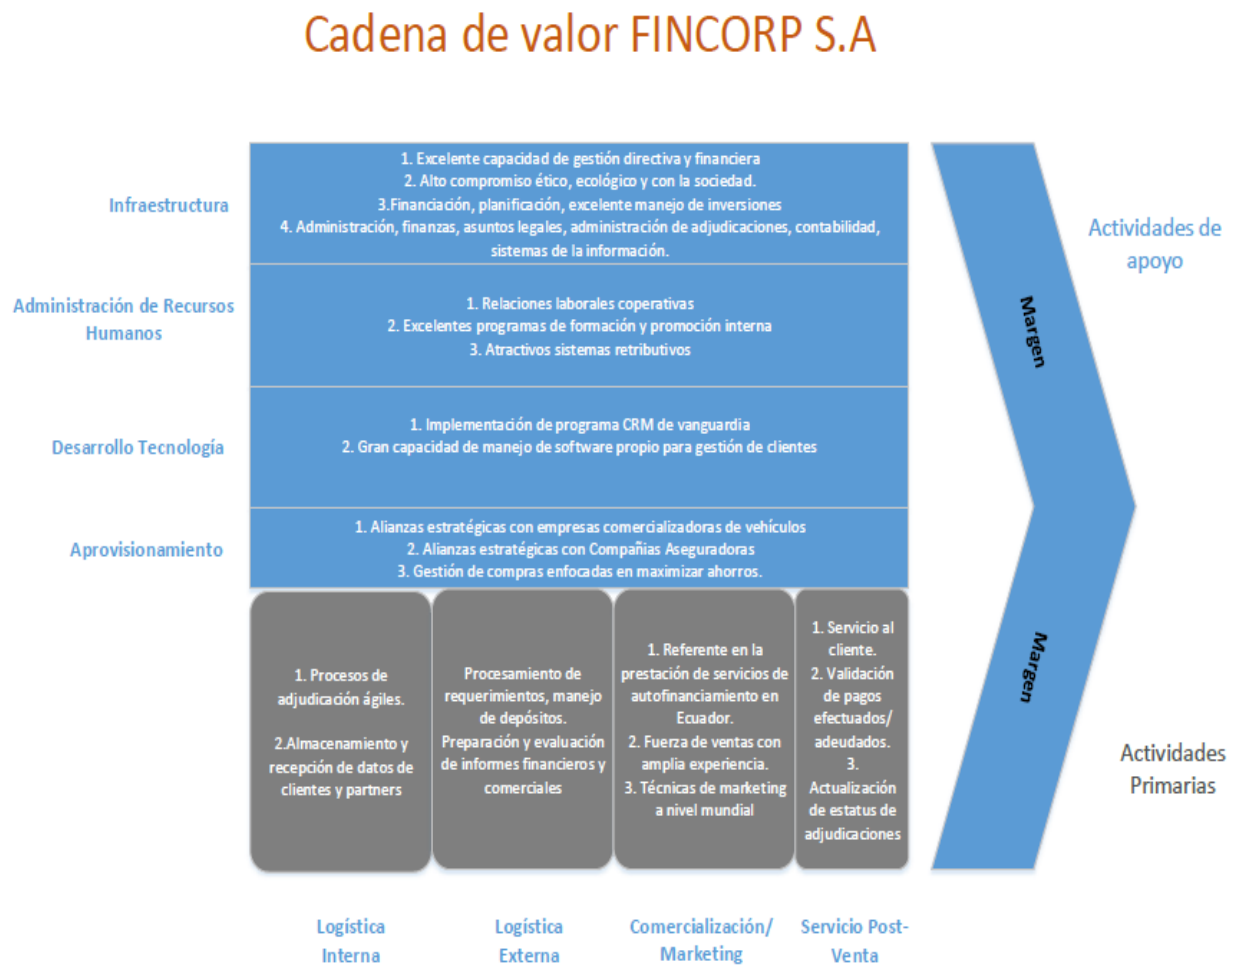 Cadena de valor FINCORP S.A
Infraestructura
1. Excelente capacidad de gestión directiva y financiera
2. Alto compromiso ético, ecológico y con la sociedad.
3.Financiación, planificación, excelente manejo de inversiones
4. Administración, finanzas, asuntos legales, administración de adjudicaciones, contabilidad,
sistemas de la información.
Administración de Recursos
Humanos
1. Relaciones laborales coperativas
2. Excelentes programas de formación y promoción interna
3. Atractivos sistemas retributivos
Desarrollo Tecnología
1. Implementación de programa CRM de vanguardia
2. Gran capacidad de manejo de software propio para gestión de clientes
Aprovisionamiento
1. Alianzas estratégicas con empresas comercializadoras de vehículos
2. Alianzas estratégicas con Compañias Aseguradoras
3. Gestión de compras enfocadas en maximizar ahorros.
Actividades de
apoyo
Margen
Margen
Actividades
Primarias
1. Procesos de
adjudicación ágiles.
2.Almacenamiento y
recepción de datos de
clientes y partners
Procesamiento de
requerimientos, manejo
de depósitos.
Preparación y evaluación
de informes financieros y
comerciales
1. Referente en la
prestación de servicios de
autofinanciamiento en
Ecuador.
2. Fuerza de ventas con
amplia experiencia.
3. Técnicas de marketing
a nivel mundial
1. Servicio al
cliente.
2. Validación
de pagos
efectuados/
adeudados.
3.
Actualización
de estatus de
adjudicaciones
Logística
Interna
Logística
Externa
Comercialización/
Marketing
Servicio Post-
Venta